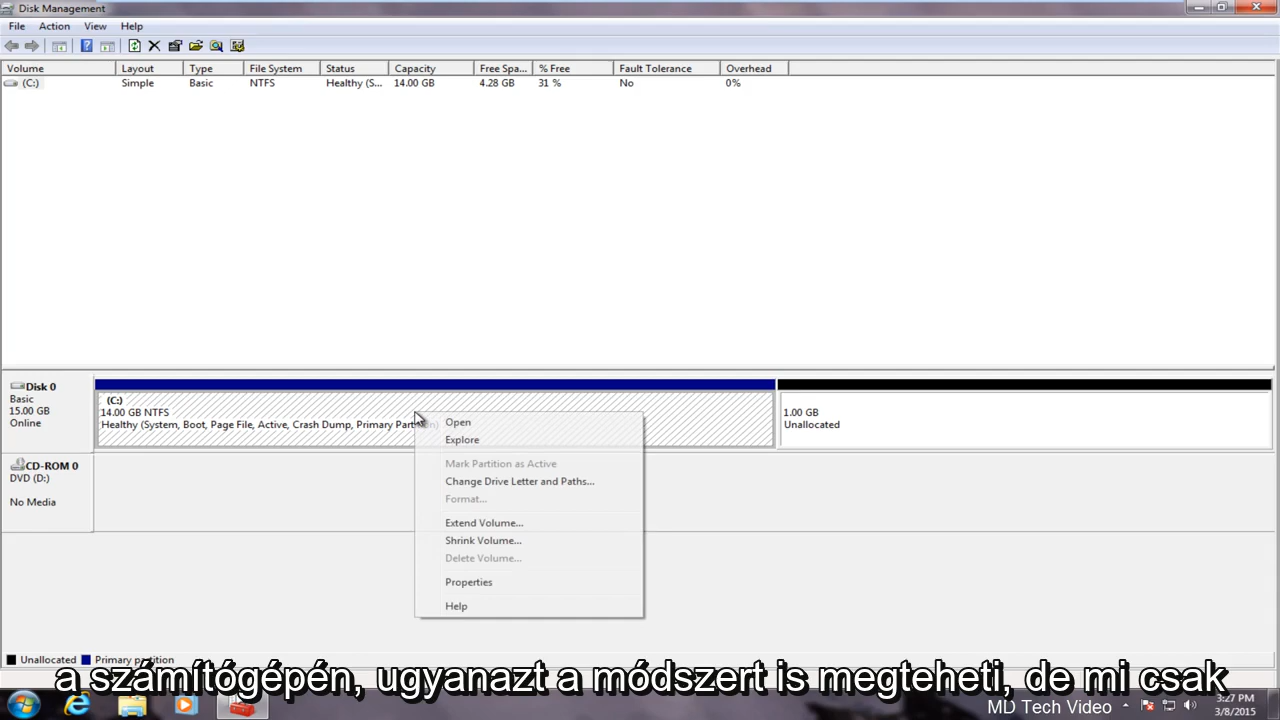 Disk Management
File Action View Help
Volume Layout Type File System Status Capacity Free Spa... % Free Fault Tolerance Overhead
(C:) Simple Basic NTFS Healthy (S... 14.00 GB 4.28 GB 31 % No 0%
Disk 0
Basic
15.00 GB
Online
(C:)
14.00 GB NTFS
Healthy (System, Boot, Page File, Active, Crash Dump, Primary Partition)
1.00 GB
Unallocated
Open
Explore
Mark Partition as Active
Change Drive Letter and Paths...
Format...
Extend Volume...
Shrink Volume...
Delete Volume...
Properties
Help
CD-ROM 0
DVD (D:)
No Media
Unallocated Primary partition
a számítógépén, ugyanazt a módszert is megteheti, de mi csak
MD Tech Video
3:27 PM
3/8/2015